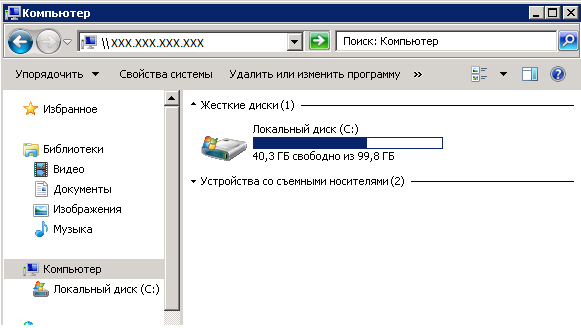 Компьютер
\\ XXX.XXX.XXX.XXX
Поиск: Компьютер
Упорядочить Свойства системы Удалить или изменить программу »
Избранное
Библиотеки
Видео
Документы
Изображения
Музыка
Компьютер
Локальный диск (C:)
Жесткие диски (1)
Локальный диск (C:)
40,3 ГБ свободно из 99,8 ГБ
Устройства со съемными носителями (2)